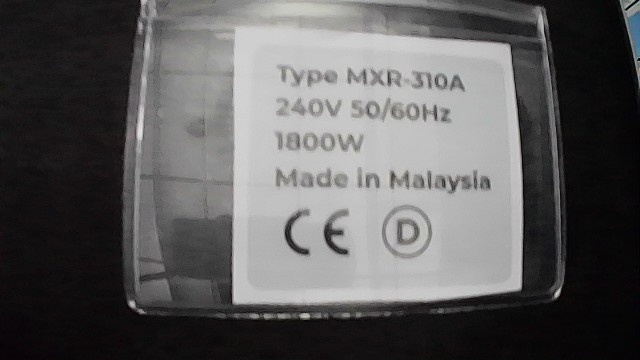 Type MXR-310A
240V 50/60Hz
1800W
Made in Malaysia
CE D